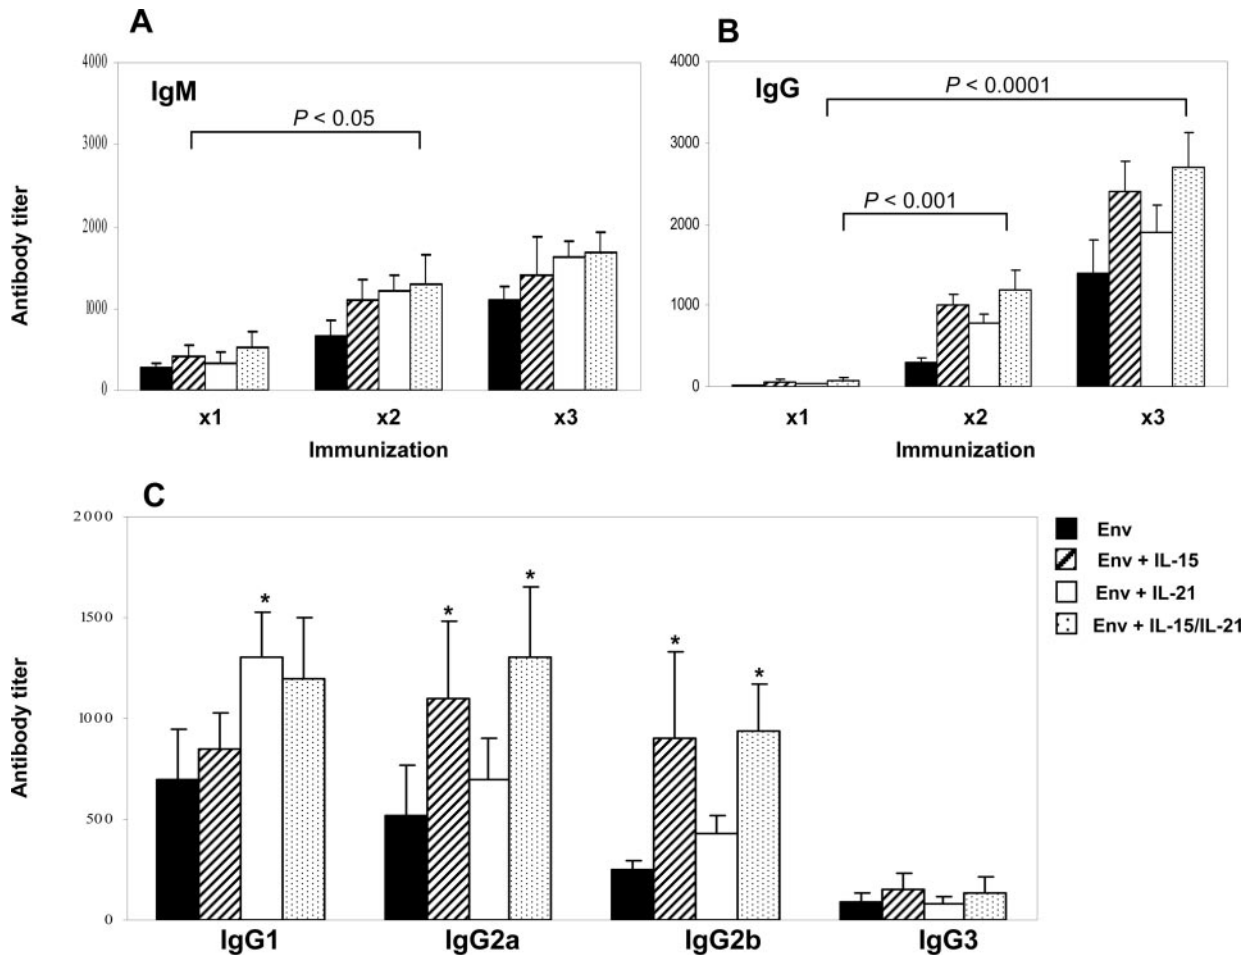 A
B
4000
3000
2000
1000
0
IgM
P < 0.05
x1
x2
x3
Immunization
Antibody titer
4000
3000
2000
1000
0
IgG
P < 0.0001
P < 0.001
x1
x2
x3
Immunization
C
2000
1500
1000
500
0
Antibody titer
*
*
*
*
*
IgG1
IgG2a
IgG2b
IgG3
Env
Env + IL-15
Env + IL-21
Env + IL-15/IL-21